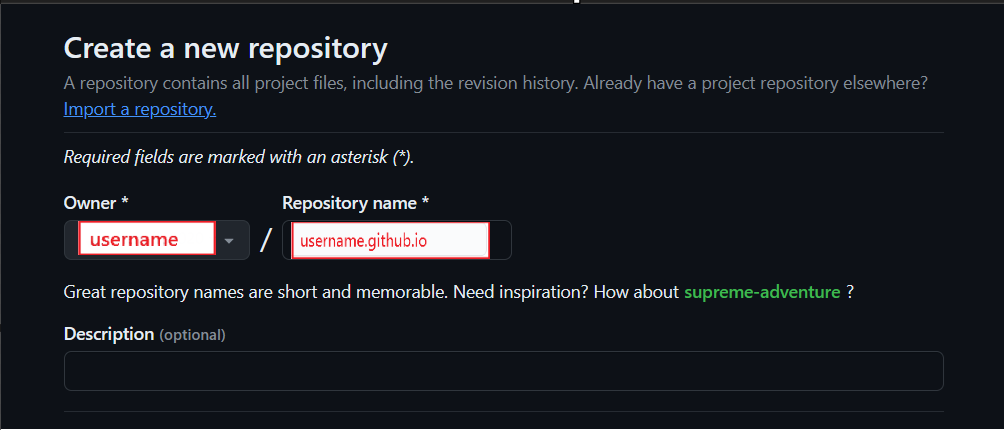 Create a new repository
A repository contains all project files, including the revision history. Already have a project repository elsewhere?
Import a repository.
Required fields are marked with an asterisk (*).
Owner * Repository name *
username / username.github.io
Great repository names are short and memorable. Need inspiration? How about supreme-adventure ?
Description (optional)